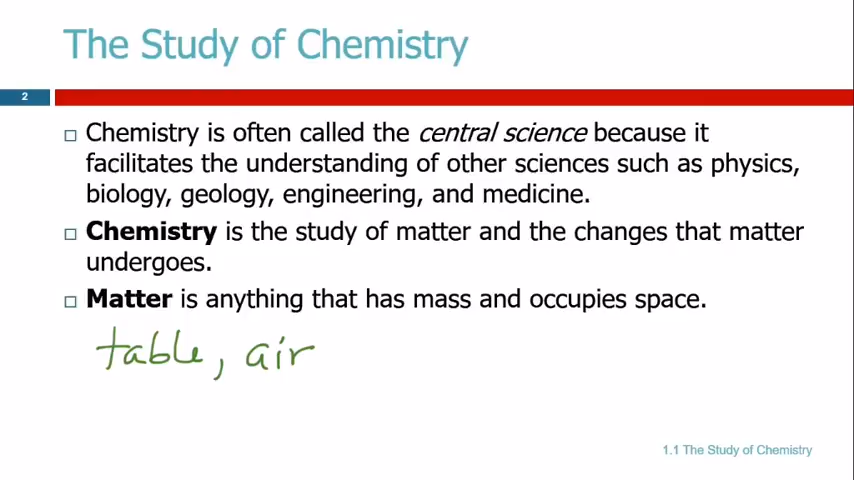 The Study of Chemistry
2
Chemistry is often called the central science because it
facilitates the understanding of other sciences such as physics,
biology, geology, engineering, and medicine.
Chemistry is the study of matter and the changes that matter
undergoes.
Matter is anything that has mass and occupies space.
table, air
1.1 The Study of Chemistry